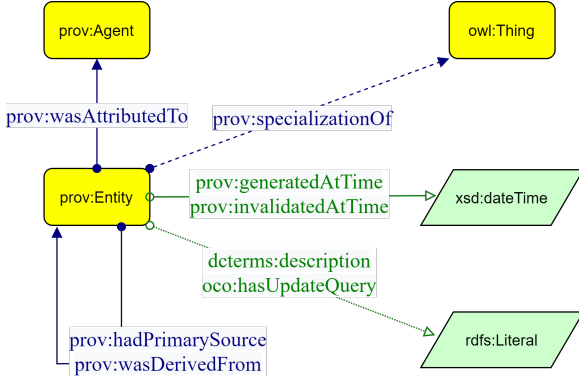 prov:Agent
owl:Thing
prov:wasAttributedTo
prov:specializationOf
prov:Entity
prov:generatedAtTime
prov:invalidatedAtTime
xsd:dateTime
dcterms:description
oco:hasUpdateQuery
prov:hadPrimarySource
prov:wasDerivedFrom
rdfs:Literal